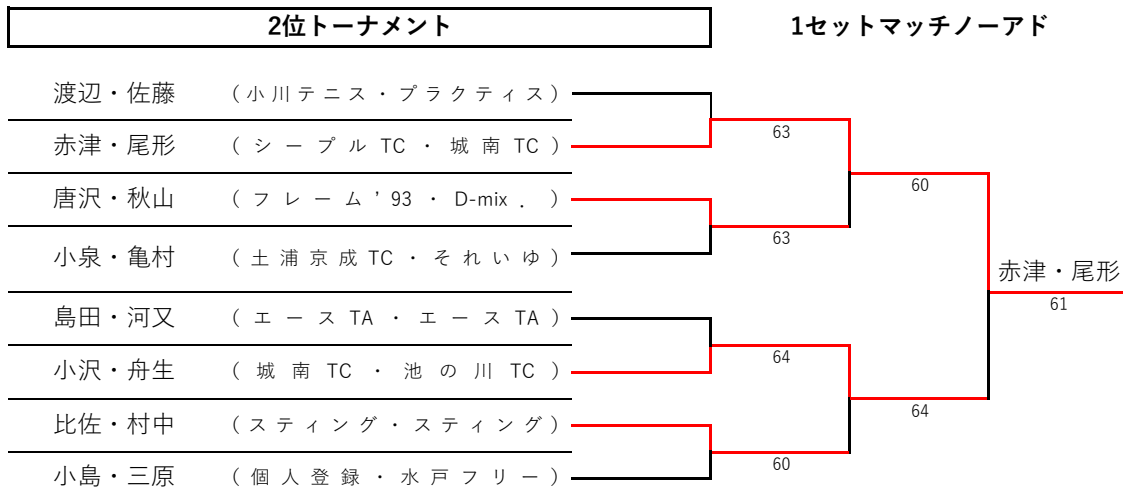 2位トーナメント 1セットマッチノーアド
渡辺・佐藤 (小川テニス・プラクティス)
赤津・尾形 (シープルTC・城南TC)
63
唐沢・秋山 (フレーム'93・D-mix.)
60
小泉・亀村 (土浦京成TC・それいゆ)
63
赤津・尾形
61
島田・河又 (エースTA・エースTA)
小沢・舟生 (城南TC・池の川TC)
64
比佐・村中 (スティング・スティング)
64
小島・三原 (個人登録・水戸フリー)
60